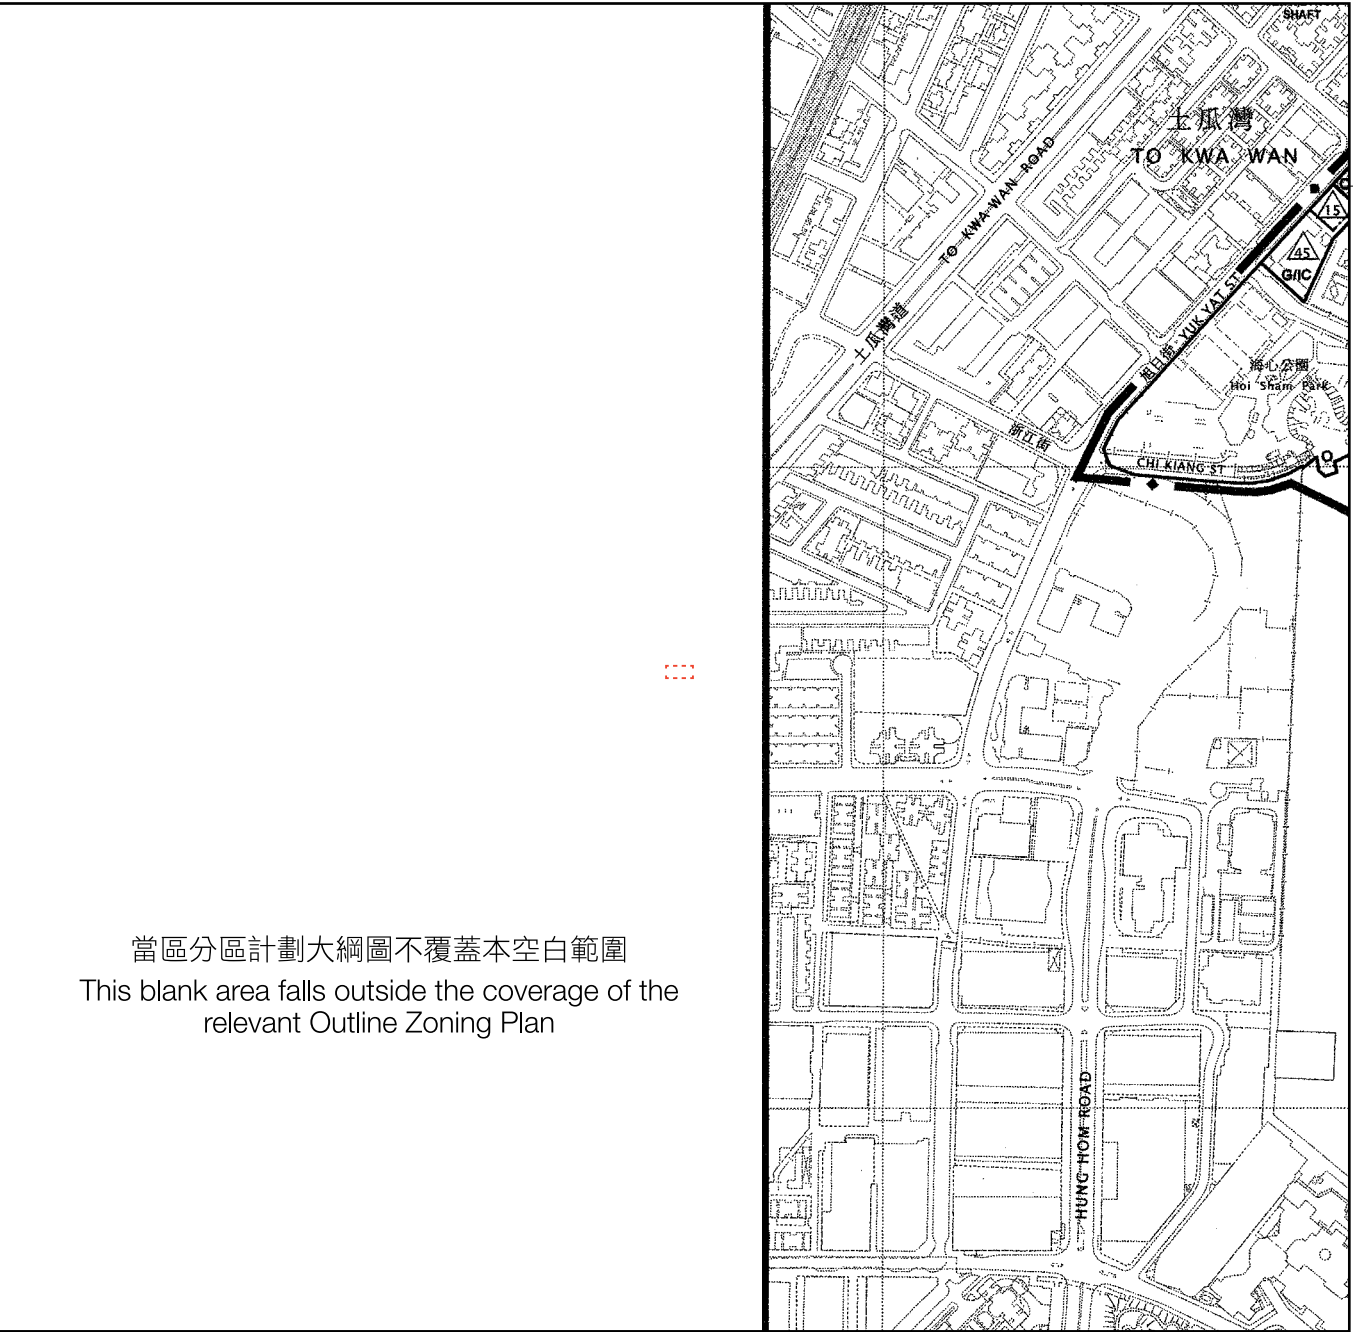 SHAFT
土瓜灣
TO KWA WAN
15
45
G/IC
O
TO KWA WAN ROAD
土瓜灣道
旭日街 YUK YAT ST
海心公園
Hoi Sham Park
浙江街
CHI KIANG ST
O
當區分區計劃大綱圖不覆蓋本空白範圍
This blank area falls outside the coverage of the
relevant Outline Zoning Plan
HUNG HOM ROAD